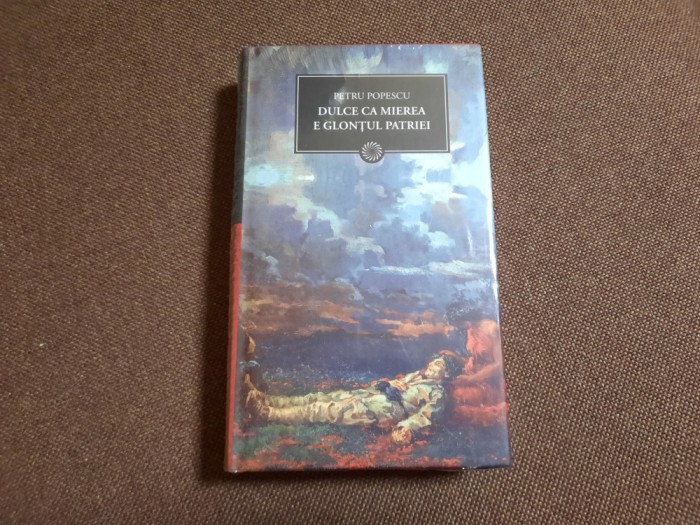 PETRU POPESCU
DULCE CA MIEREA
E GLONȚUL PATRIEI